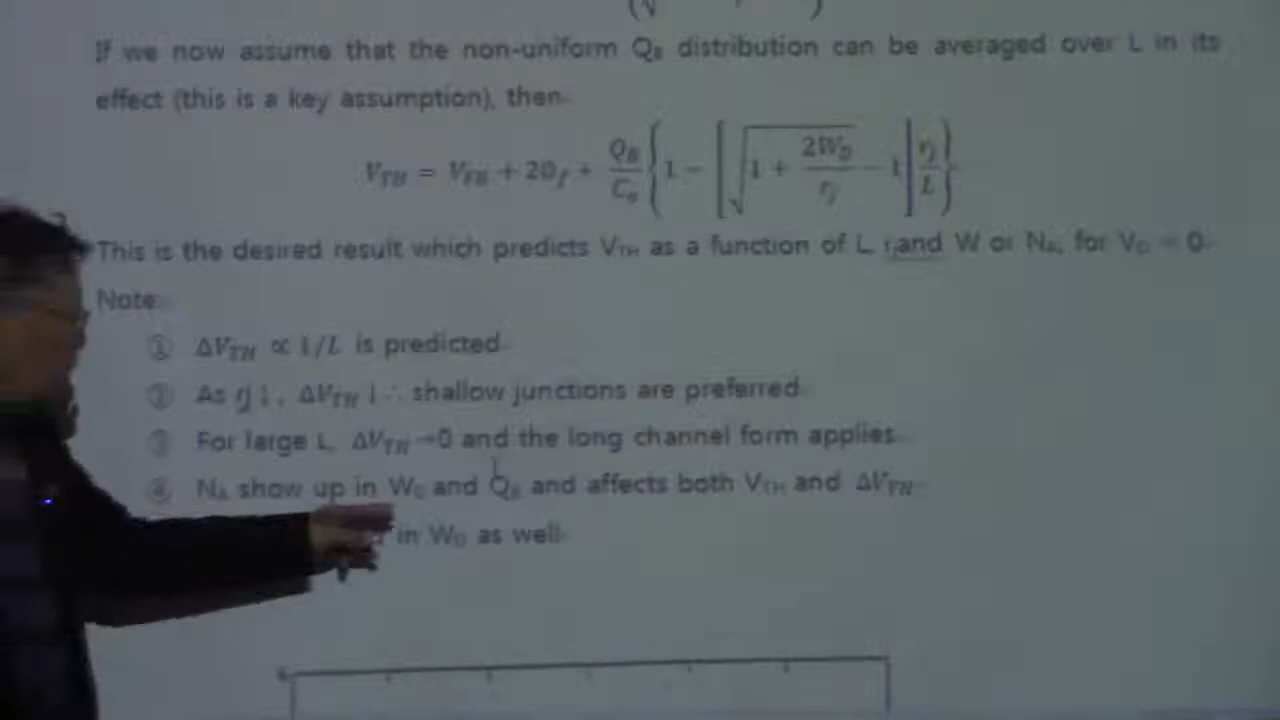 If we now assume that the non-uniform Q_B distribution can be averaged over L in its
effect (this is a key assumption), then
V_TH = V_FB + 2Ø_f + Q_B/C_o {1 − [√(1 + 2W_D/r_j) − 1] r_j/L}
This is the desired result which predicts V_TH as a function of L r_j and W or N_A, for V_D = 0.
Note:
① ΔV_TH ∝ 1/L is predicted.
② As rj ↓, ΔV_TH ↓ ∴ shallow junctions are preferred.
③ For large L, ΔV_TH→0 and the long channel form applies.
④ N_A show up in W_D and Q_B and affects both V_TH and ΔV_TH.
in W_D as well.